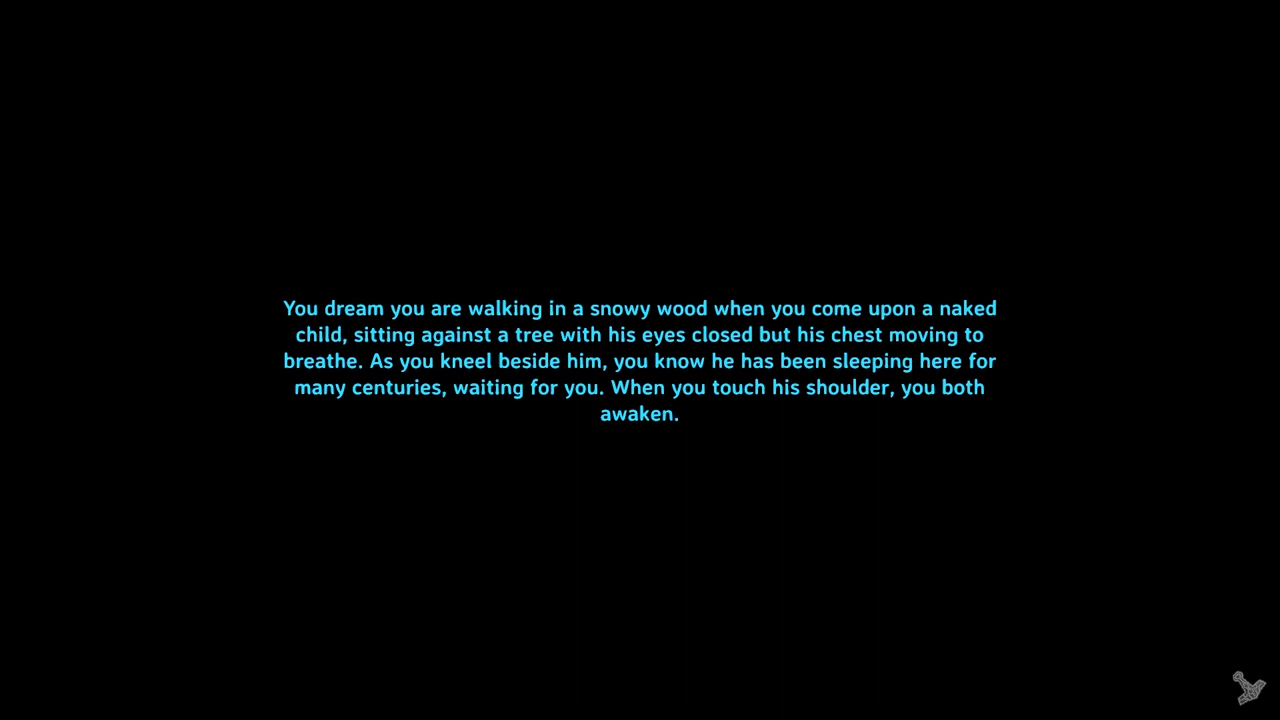 You dream you are walking in a snowy wood when you come upon a naked
child, sitting against a tree with his eyes closed but his chest moving to
breathe. As you kneel beside him, you know he has been sleeping here for
many centuries, waiting for you. When you touch his shoulder, you both
awaken.